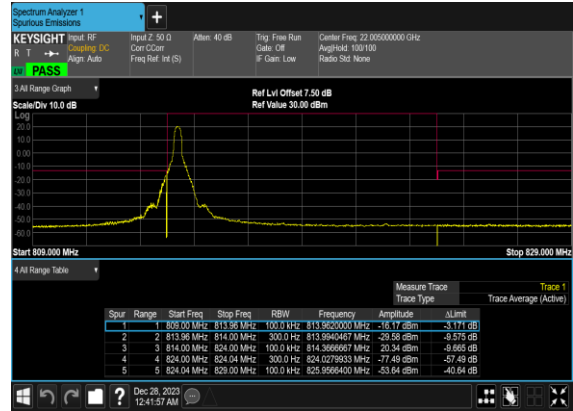 Spectrum Analyzer 1
Spurious Emissions
KEYSIGHT Input: RF Input Z: 50 Ω Atten: 40 dB Trig: Free Run Center Freq: 22.005000000 GHz
R T Coupling: DC Corr CCorr Gate: Off Avg|Hold: 100/100
Align: Auto Freq Ref: Int (S) IF Gain: Low Radio Std: None
LXI PASS
3 All Range Graph
Ref Lvl Offset 7.50 dB
Scale/Div 10.0 dB Ref Value 30.00 dBm
Log
20.0
10.0
0.00
-10.0
-20.0
-30.0
-40.0
-50.0
-60.0
Start 809.000 MHz Stop 829.000 MHz
4 All Range Table
Measure Trace Trace 1
Trace Type Trace Average (Active)
Spur Range Start Freq Stop Freq RBW Frequency Amplitude ΔLimit
1 1 809.00 MHz 813.96 MHz 100.0 kHz 813.9620000 MHz -16.17 dBm -3.171 dB
2 2 813.96 MHz 814.00 MHz 300.0 Hz 813.9940467 MHz -29.58 dBm -9.575 dB
3 3 814.00 MHz 824.00 MHz 100.0 kHz 814.3666667 MHz 20.34 dBm -9.665 dB
4 4 824.00 MHz 824.04 MHz 300.0 Hz 824.0279933 MHz -77.49 dBm -57.49 dB
5 5 824.04 MHz 829.00 MHz 100.0 kHz 825.9566400 MHz -53.64 dBm -40.64 dB
? Dec 28, 2023
12:41:57 AM